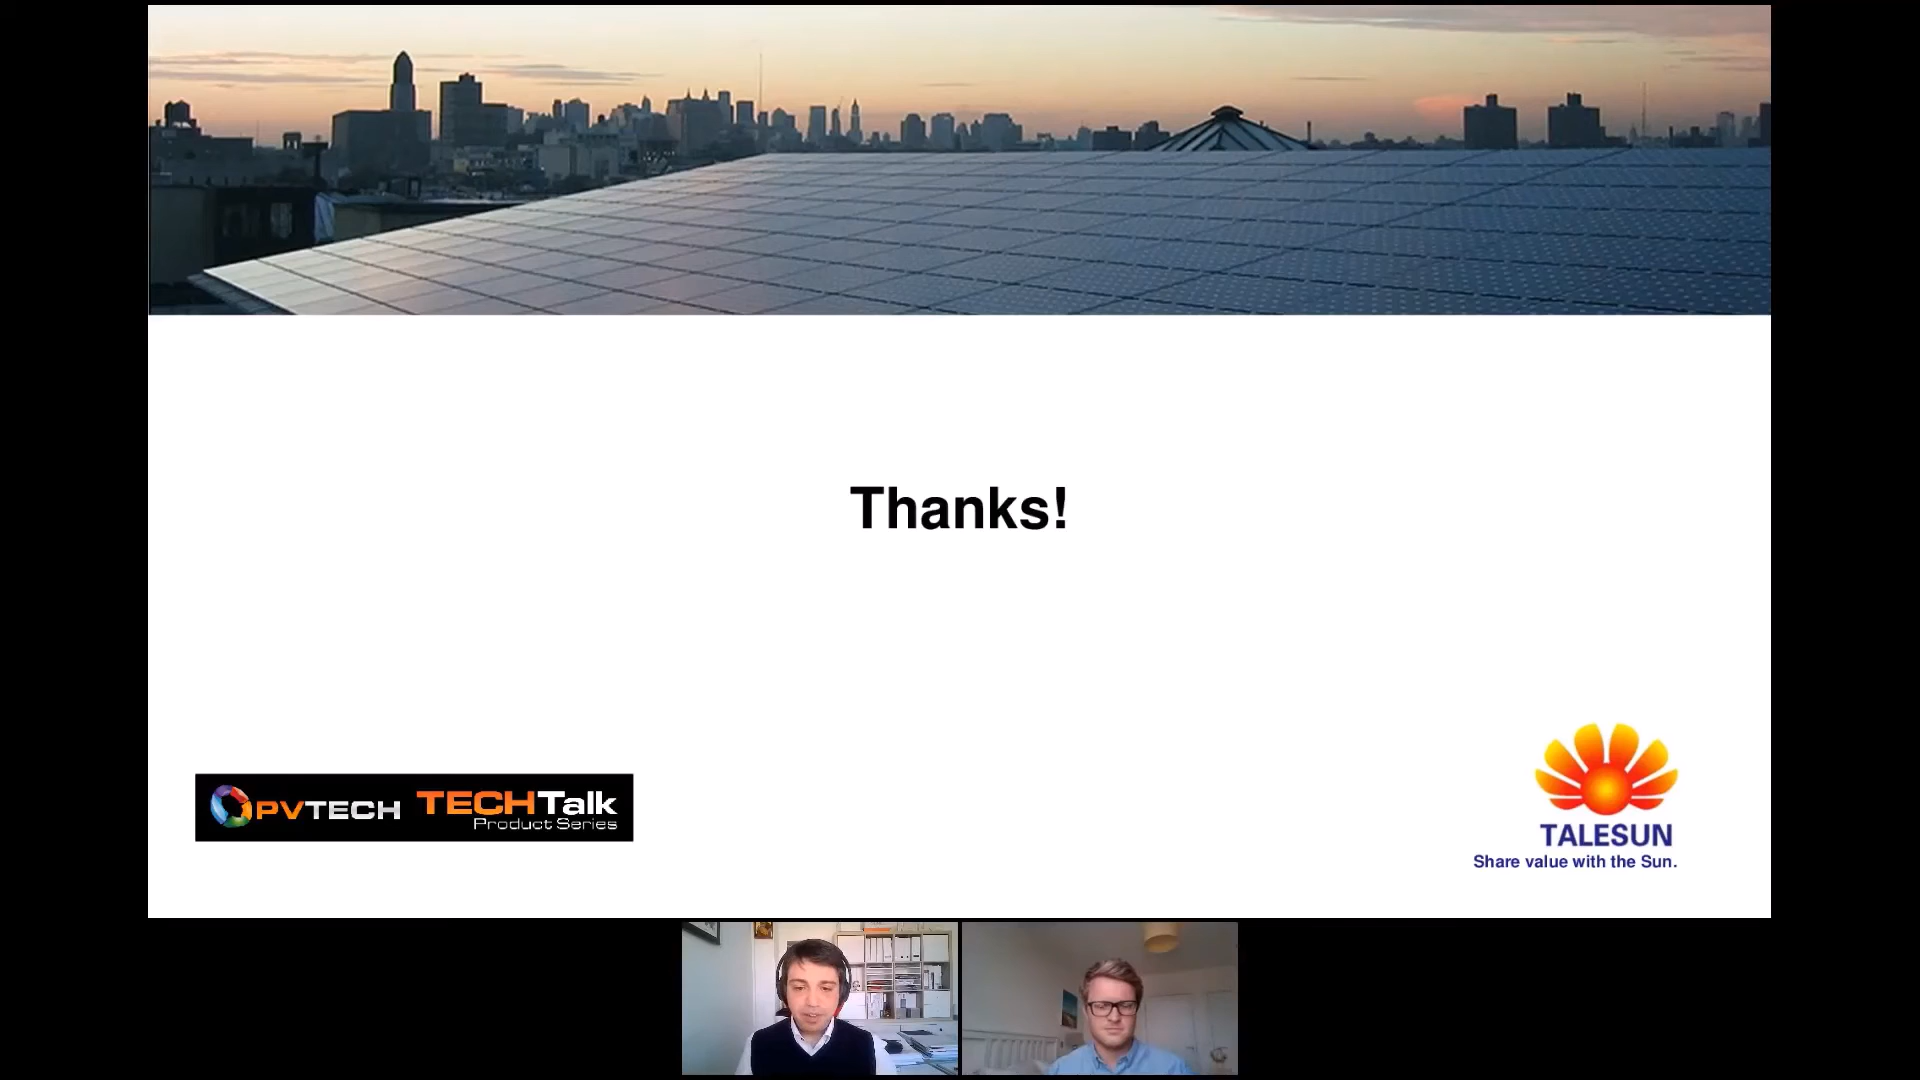 Thanks!
PVTECH TECHTalk
Product Series
TALESUN
Share value with the Sun.